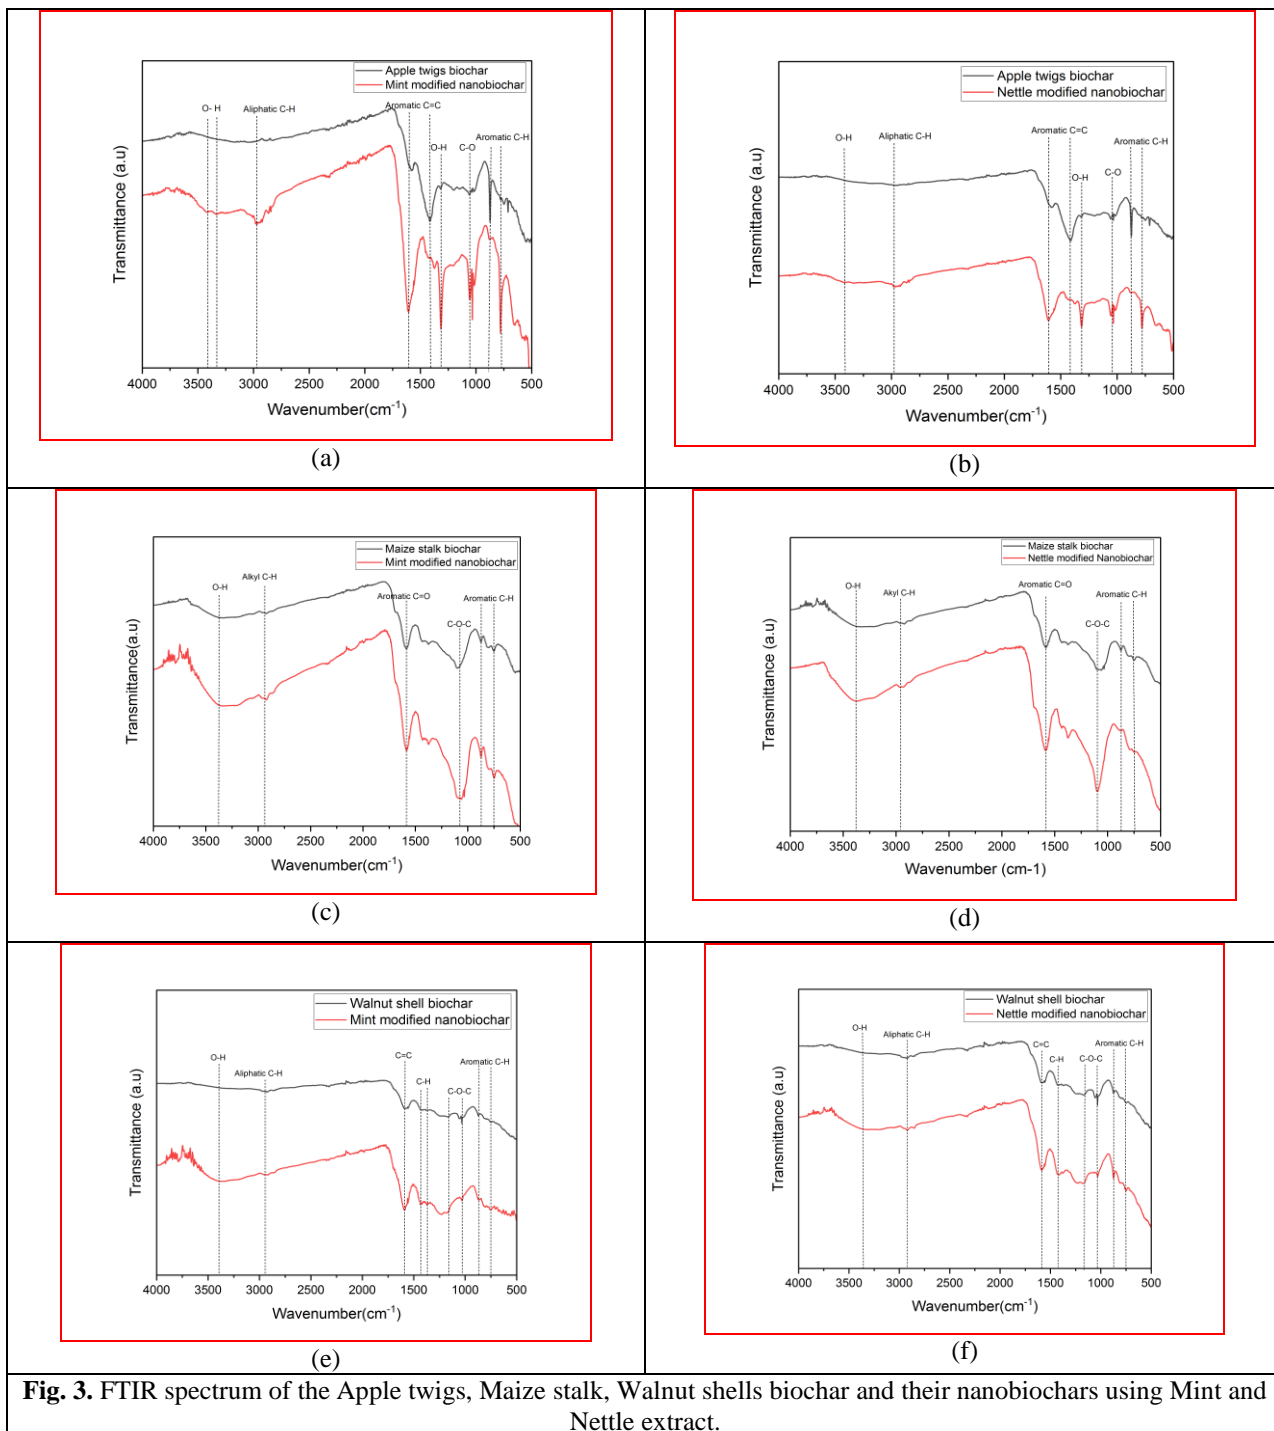 Apple twigs biochar
Mint modified nanobiochar
O- H
Aliphatic C-H
Aromatic C=C
O-H
C-O
Aromatic C-H
Transmittance (a.u)
4000 3500 3000 2500 2000 1500 1000 500
Wavenumber(cm-1)
(a)
Apple twigs biochar
Nettle modified nanobiochar
O-H
Aliphatic C-H
Aromatic C=C
O-H
C-O
Aromatic C-H
Transmittance (a.u)
4000 3500 3000 2500 2000 1500 1000 500
Wavenumber(cm-1)
(b)
Maize stalk biochar
Mint modified nanobiochar
O-H
Alkyl C-H
Aromatic C=O
C-O-C
Aromatic C-H
Transmittance(a.u)
4000 3500 3000 2500 2000 1500 1000 500
Wavenumber(cm-1)
(c)
Maize stalk biochar
Nettle modified Nanobiochar
O-H
Akyl C-H
Aromatic C=O
C-O-C
Aromatic C-H
Transmittance (a.u)
4000 3500 3000 2500 2000 1500 1000 500
Wavenumber (cm-1)
(d)
Walnut shell biochar
Mint modified nanobiochar
O-H
Aliphatic C-H
C=C
C-H
C-O-C
Aromatic C-H
Transmittance (a.u)
4000 3500 3000 2500 2000 1500 1000 500
Wavenumber(cm-1)
(e)
Walnut shell biochar
Nettle modified nanobiochar
O-H
Aliphatic C-H
C=C
C-H
C-O-C
Aromatic C-H
Transmittance (a.u)
4000 3500 3000 2500 2000 1500 1000 500
Wavenumber(cm-1)
(f)
Fig. 3. FTIR spectrum of the Apple twigs, Maize stalk, Walnut shells biochar and their nanobiochars using Mint and
Nettle extract.